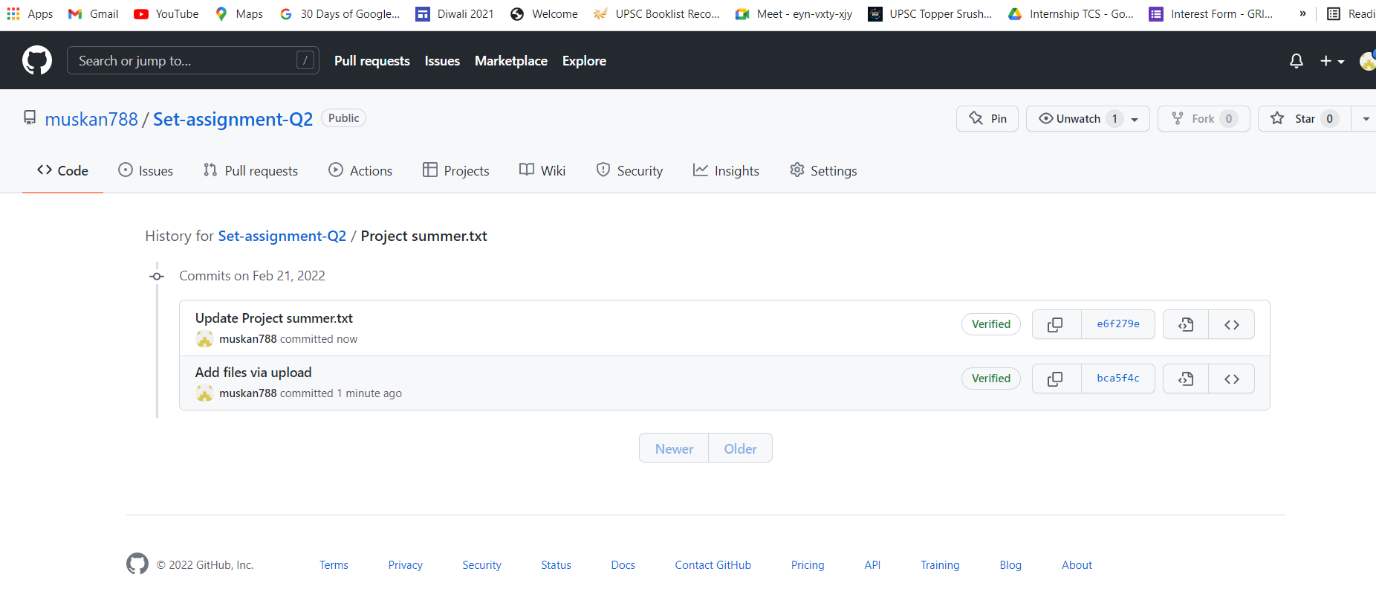 Apps Gmail YouTube Maps 30 Days of Google... Diwali 2021 Welcome UPSC Booklist Reco... Meet - eyn-vxty-xjy UPSC Topper Srush... Internship TCS - Go... Interest Form - GRI... » Readi
Search or jump to... / Pull requests Issues Marketplace Explore
muskan788 / Set-assignment-Q2 Public Pin Unwatch 1 Fork 0 Star 0
Code Issues Pull requests Actions Projects Wiki Security Insights Settings
History for Set-assignment-Q2 / Project summer.txt
Commits on Feb 21, 2022
Update Project summer.txt
muskan788 committed now
Verified e6f279e
Add files via upload
muskan788 committed 1 minute ago
Verified bca5f4c
Newer Older
© 2022 GitHub, Inc. Terms Privacy Security Status Docs Contact GitHub Pricing API Training Blog About